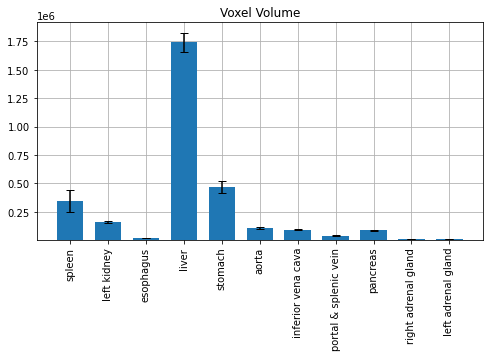 Voxel Volume
1e6
1.75
1.50
1.25
1.00
0.75
0.50
0.25
spleen
left kidney
esophagus
liver
stomach
aorta
inferior vena cava
portal & splenic vein
pancreas
right adrenal gland
left adrenal gland